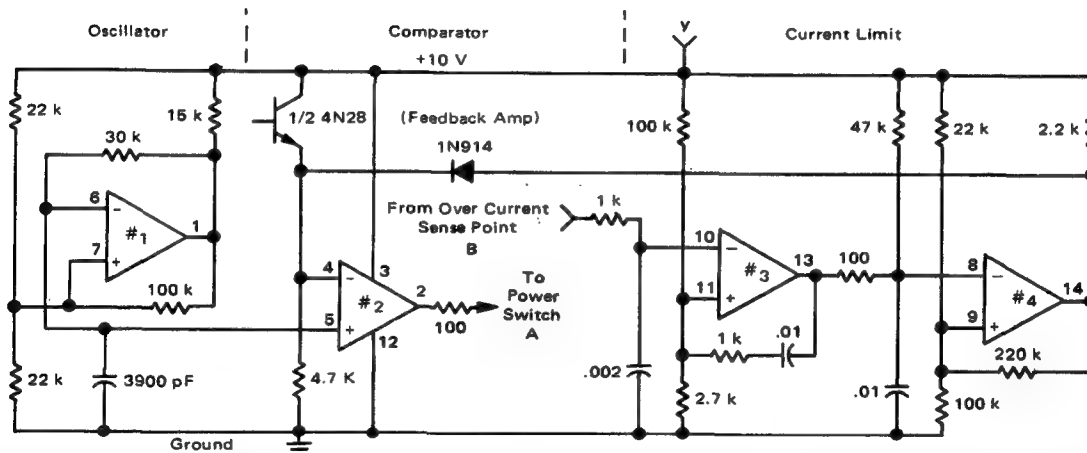 Oscillator
Comparator
Current Limit
+10 V
Y
22 k
15 k
30 k
1/2 4N28
(Feedback Amp)
1N914
100 k
47 k
22 k
2.2 k
6
7
#1
1
100 k
From Over Current
Sense Point
B
1 k
To
Power
Switch
A
4
5
#2
3
2
12
100
10
11
#3
13
100
8
9
#4
14
22 k
3900 pF
4.7 K
.002
1 k
.01
2.7 k
.01
220 k
100 k
Ground